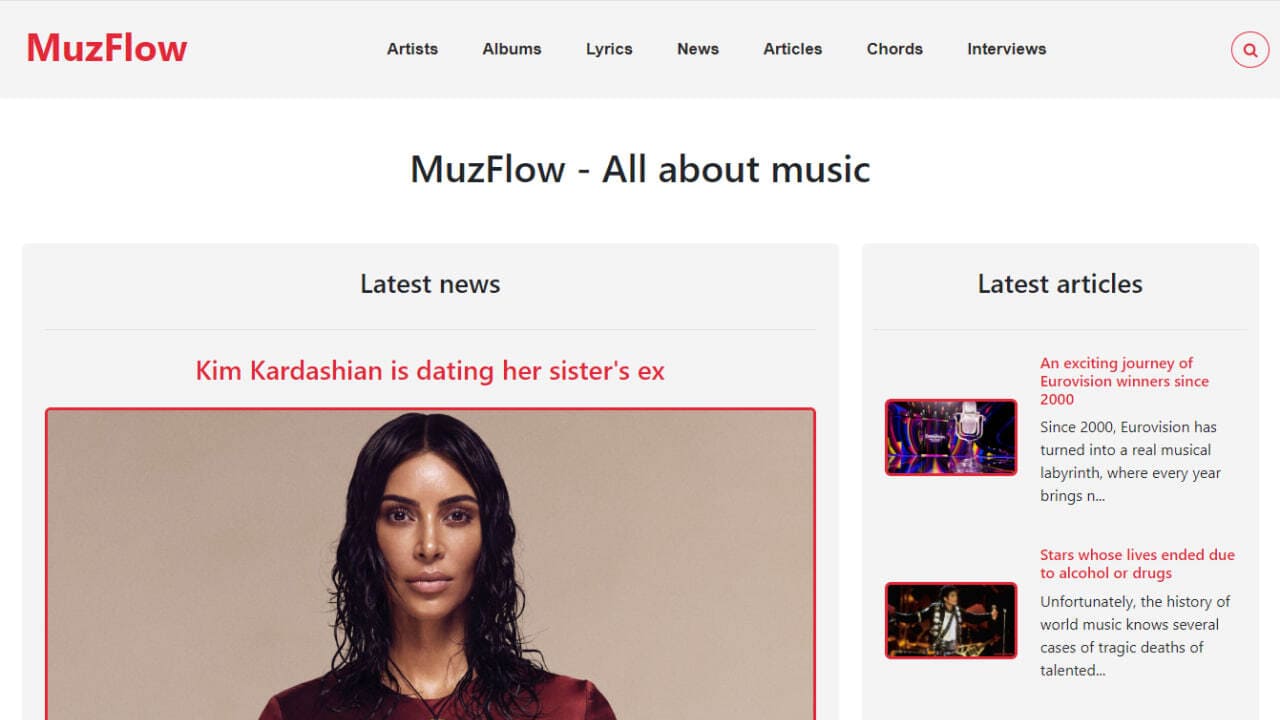 MuzFlow
Artists Albums Lyrics News Articles Chords Interviews
MuzFlow - All about music
Latest news
Kim Kardashian is dating her sister's ex
Latest articles
An exciting journey of
Eurovision winners since
2000
Since 2000, Eurovision has
turned into a real musical
labyrinth, where every year
brings n...
Stars whose lives ended due
to alcohol or drugs
Unfortunately, the history of
world music knows several
cases of tragic deaths of
talented...